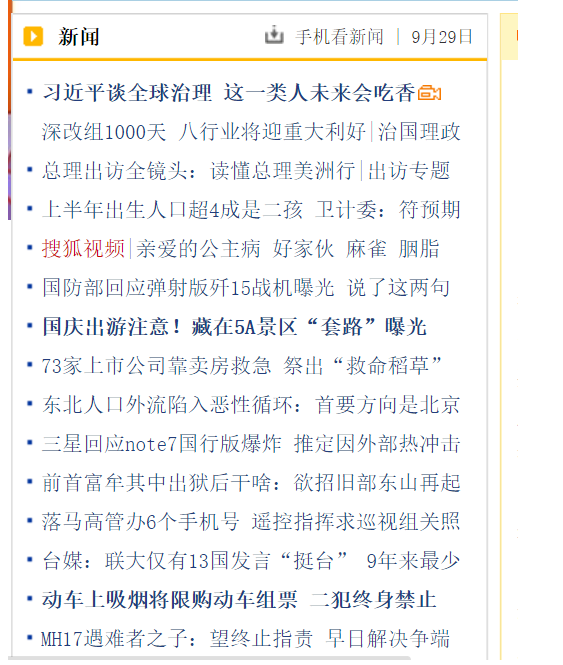 新闻 手机看新闻 | 9月29日
习近平谈全球治理 这一类人未来会吃香
深改组1000天 八行业将迎重大利好|治国理政
总理出访全镜头：读懂总理美洲行|出访专题
上半年出生人口超4成是二孩 卫计委：符预期
搜狐视频|亲爱的公主病 好家伙 麻雀 胭脂
国防部回应弹射版歼15战机曝光 说了这两句
国庆出游注意！藏在5A景区“套路”曝光
73家上市公司靠卖房救急 祭出“救命稻草”
东北人口外流陷入恶性循环：首要方向是北京
三星回应note7国行版爆炸 推定因外部热冲击
前首富牟其中出狱后干啥：欲招旧部东山再起
落马高管办6个手机号 遥控指挥求巡视组关照
台媒：联大仅有13国发言“挺台” 9年来最少
动车上吸烟将限购动车组票 二犯终身禁止
MH17遇难者之子：望终止指责 早日解决争端